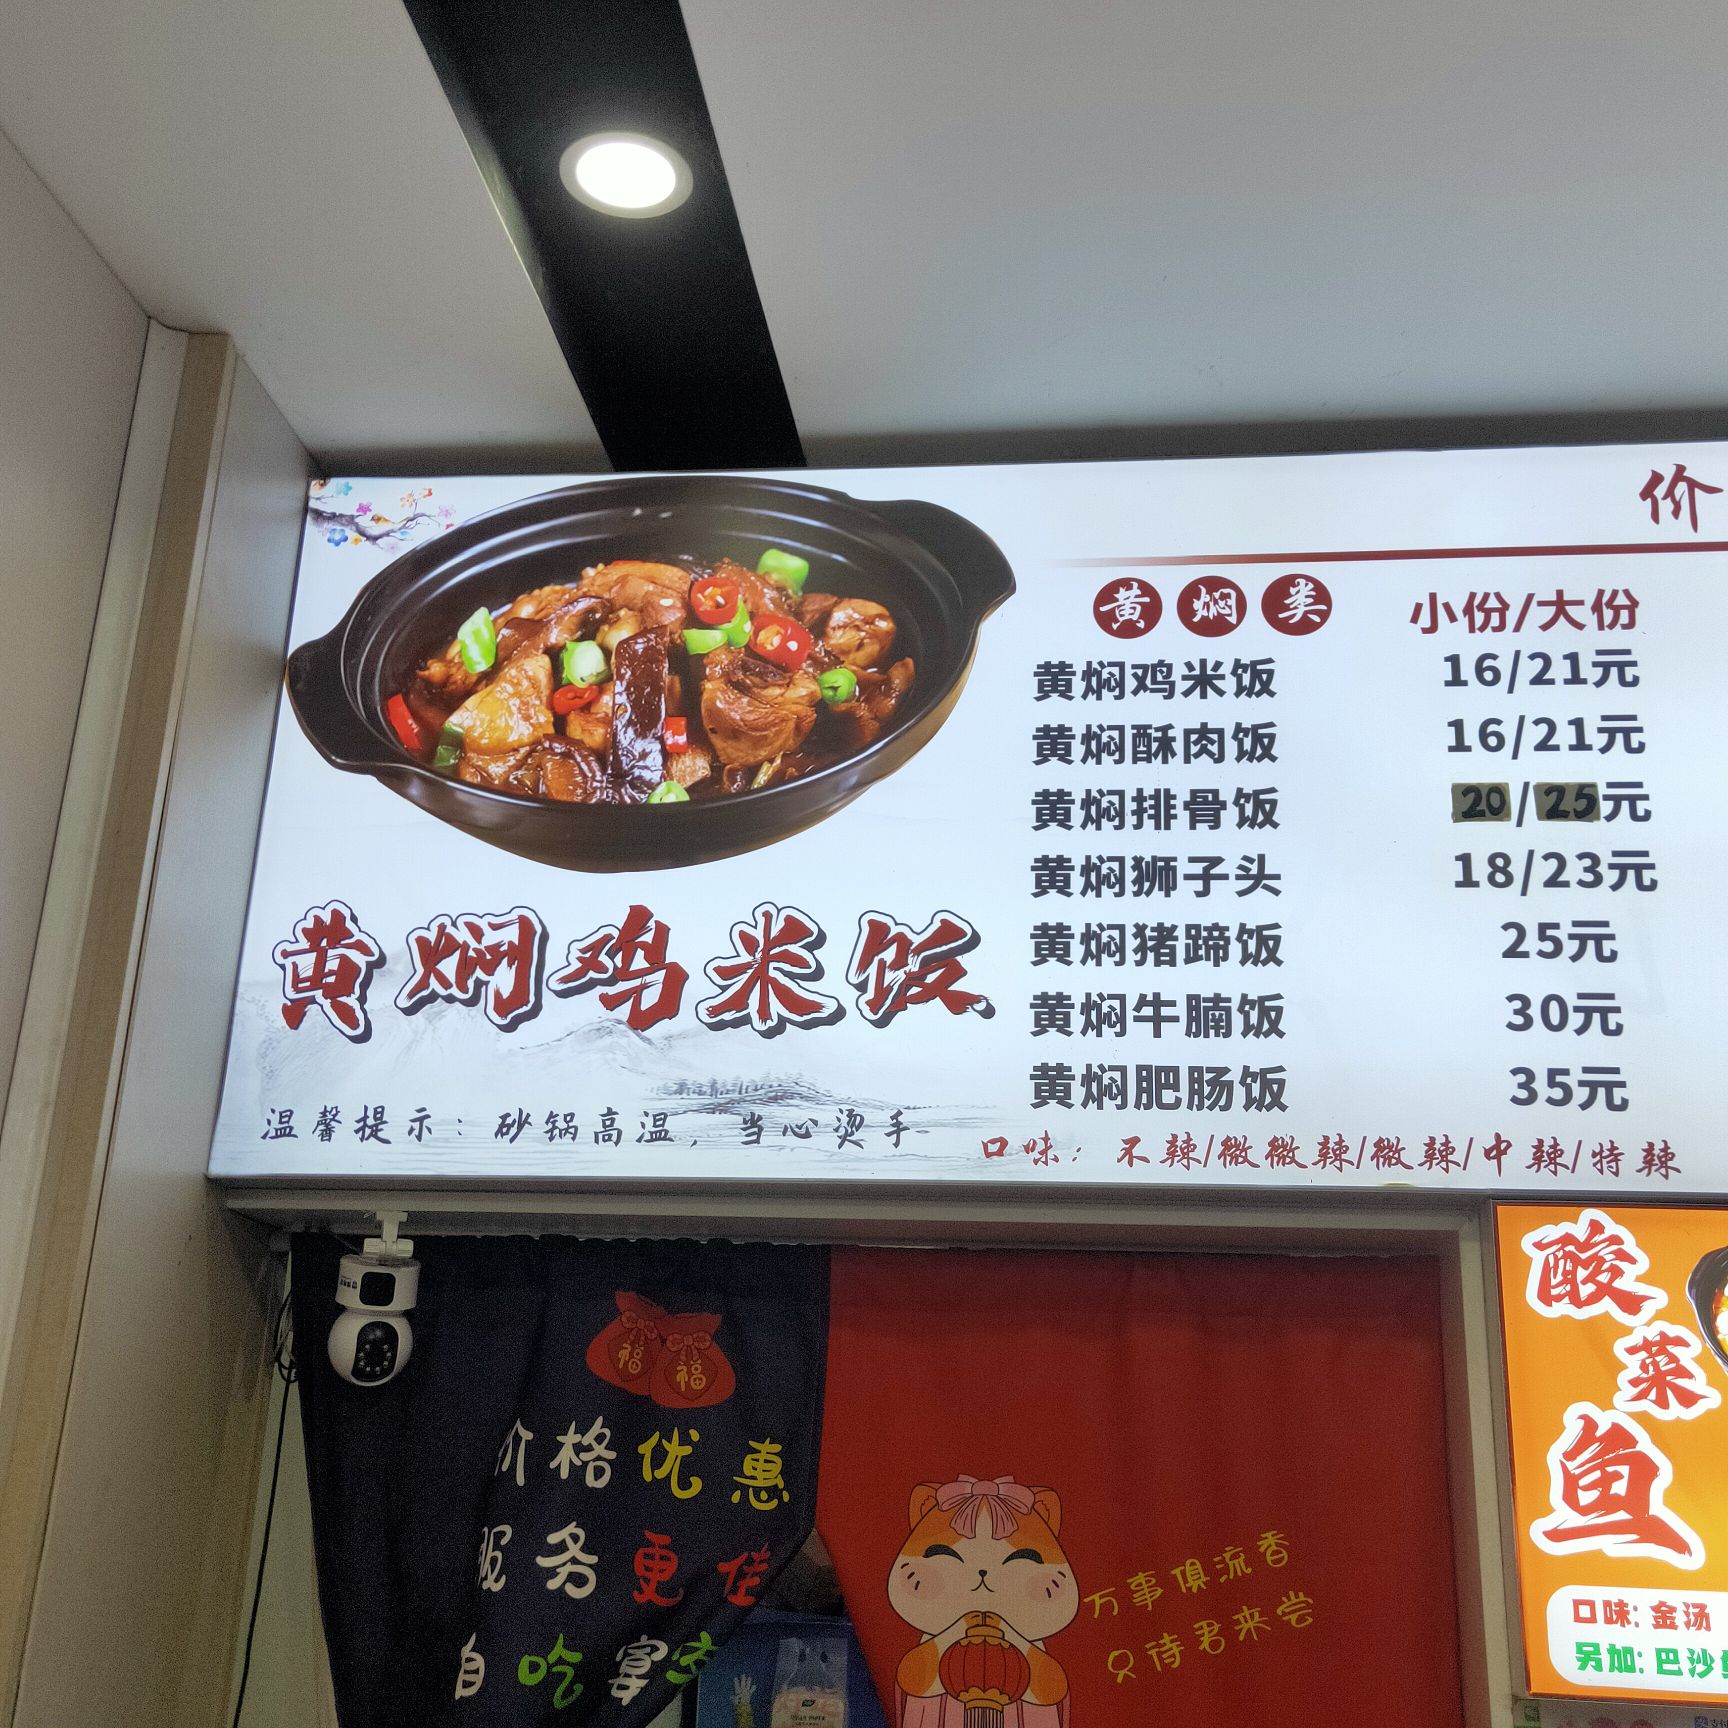 价
黄焖类 小份/大份
黄焖鸡米饭 16/21元
黄焖酥肉饭 16/21元
黄焖排骨饭 20/25元
黄焖狮子头 18/23元
黄焖猪蹄饭 25元
黄焖牛腩饭 30元
黄焖肥肠饭 35元
口味：不辣/微微辣/微辣/中辣/特辣
黄焖鸡米饭
温馨提示：砂锅高温，当心烫手
福 福
价格优惠
服务更佳
自吃宴
万事俱流香
只待君来尝
酸菜鱼
口味：金汤
另加：巴沙